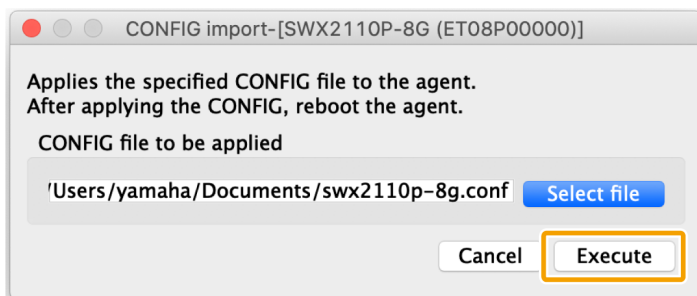 CONFIG import-[SWX2110P-8G (ET08P00000)]
Applies the specified CONFIG file to the agent.
After applying the CONFIG, reboot the agent.
CONFIG file to be applied
/Users/yamaha/Documents/swx2110p-8g.conf Select file
Cancel Execute